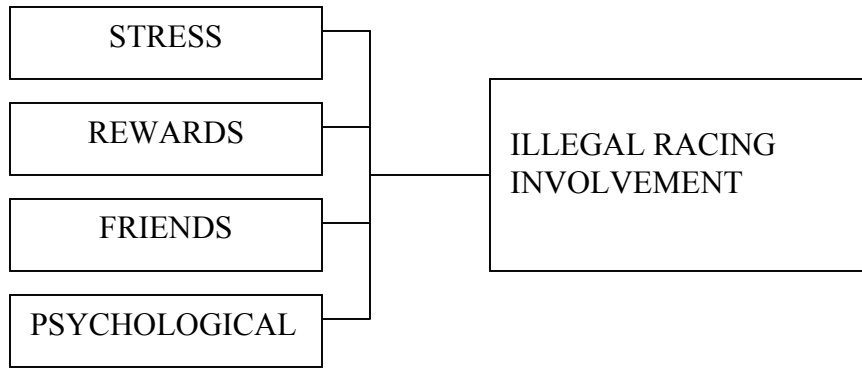 STRESS
REWARDS
FRIENDS
PSYCHOLOGICAL
ILLEGAL RACING
INVOLVEMENT